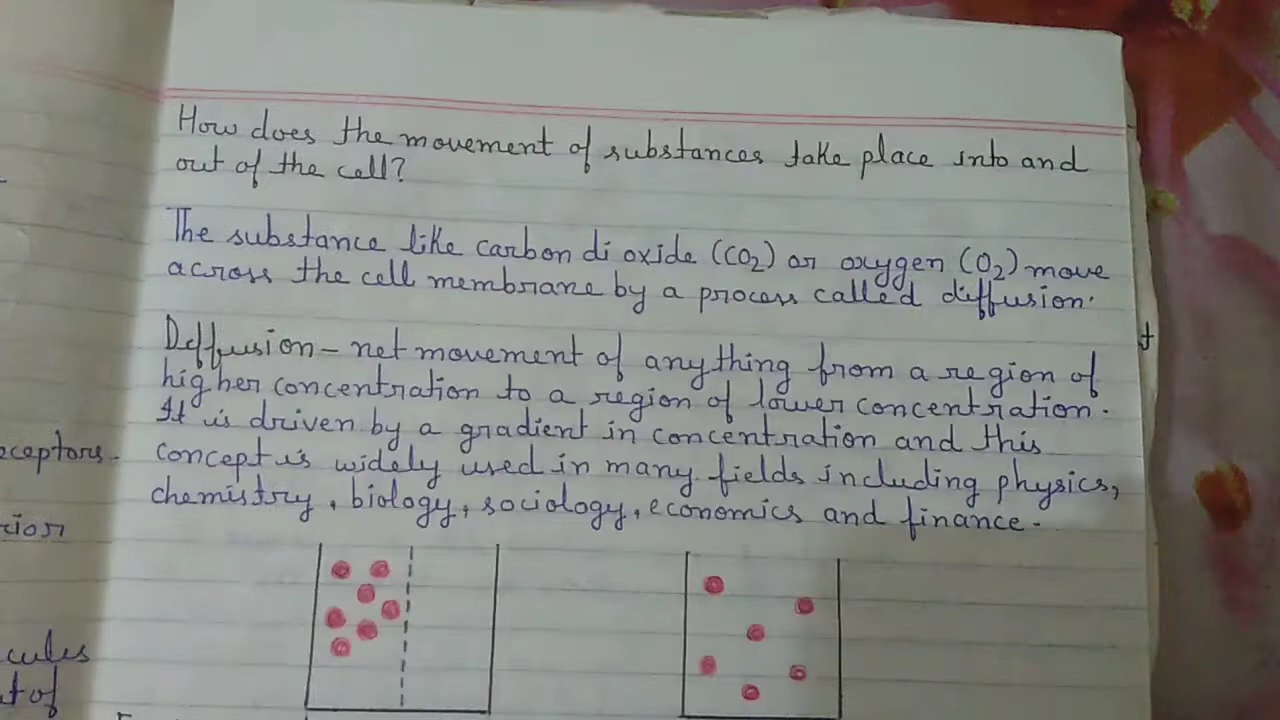 How does the movement of substances take place into and
out of the cell?
The substance like carbon di oxide (CO2) or oxygen (O2) move
across the cell membrane by a process called diffusion.
Diffusion – net movement of anything from a region of
higher concentration to a region of lower concentration.
It is driven by a gradient in concentration and this
concept is widely used in many fields including physics,
chemistry, biology, sociology, economics and finance.